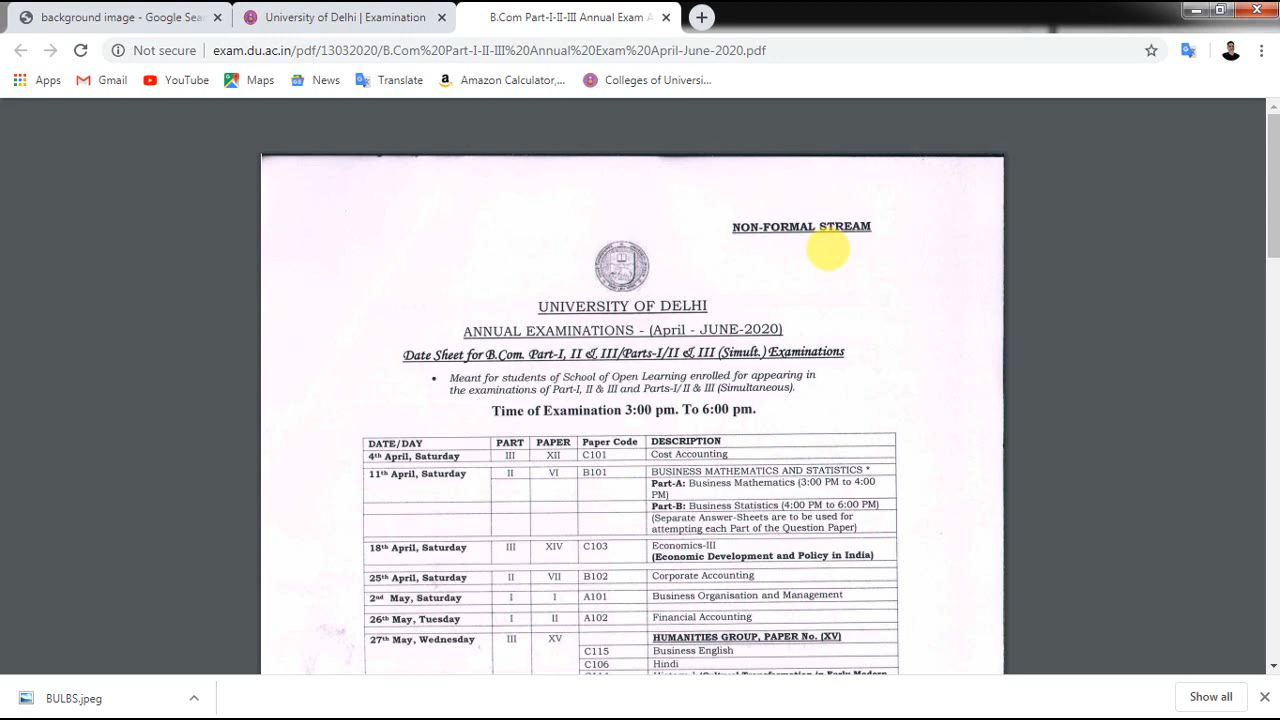 background image - Google Sear
University of Delhi | Examination
B.Com Part-I-II-III Annual Exam A
Not secure
exam.du.ac.in/pdf/13032020/B.Com%20Part-I-II-III%20Annual%20Exam%20April-June-2020.pdf
Apps
Gmail
YouTube
Maps
News
Translate
Amazon Calculator,...
Colleges of Universi...
NON-FORMAL STREAM
UNIVERSITY OF DELHI
ANNUAL EXAMINATIONS - (April - JUNE-2020)
Date Sheet for B.Com. Part-I, II & III/Parts-I/II & III (Simult.) Examinations
• Meant for students of School of Open Learning enrolled for appearing in
the examinations of Part-I, II & III and Parts-I/II & III (Simultaneous).
Time of Examination 3:00 pm. To 6:00 pm.
DATE/DAY PART PAPER Paper Code DESCRIPTION
4th April, Saturday III XII C101 Cost Accounting
11th April, Saturday II VI B101 BUSINESS MATHEMATICS AND STATISTICS *
Part-A: Business Mathematics (3:00 PM to 4:00
PM)
Part-B: Business Statistics (4:00 PM to 6:00 PM)
(Separate Answer-Sheets are to be used for
attempting each Part of the Question Paper)
18th April, Saturday III XIV C103 Economics-III
(Economic Development and Policy in India)
25th April, Saturday II VII B102 Corporate Accounting
2nd May, Saturday I I A101 Business Organisation and Management
26th May, Tuesday I II A102 Financial Accounting
27th May, Wednesday III XV HUMANITIES GROUP, PAPER No. (XV)
C115 Business English
C106 Hindi
BULBS.jpeg
Show all